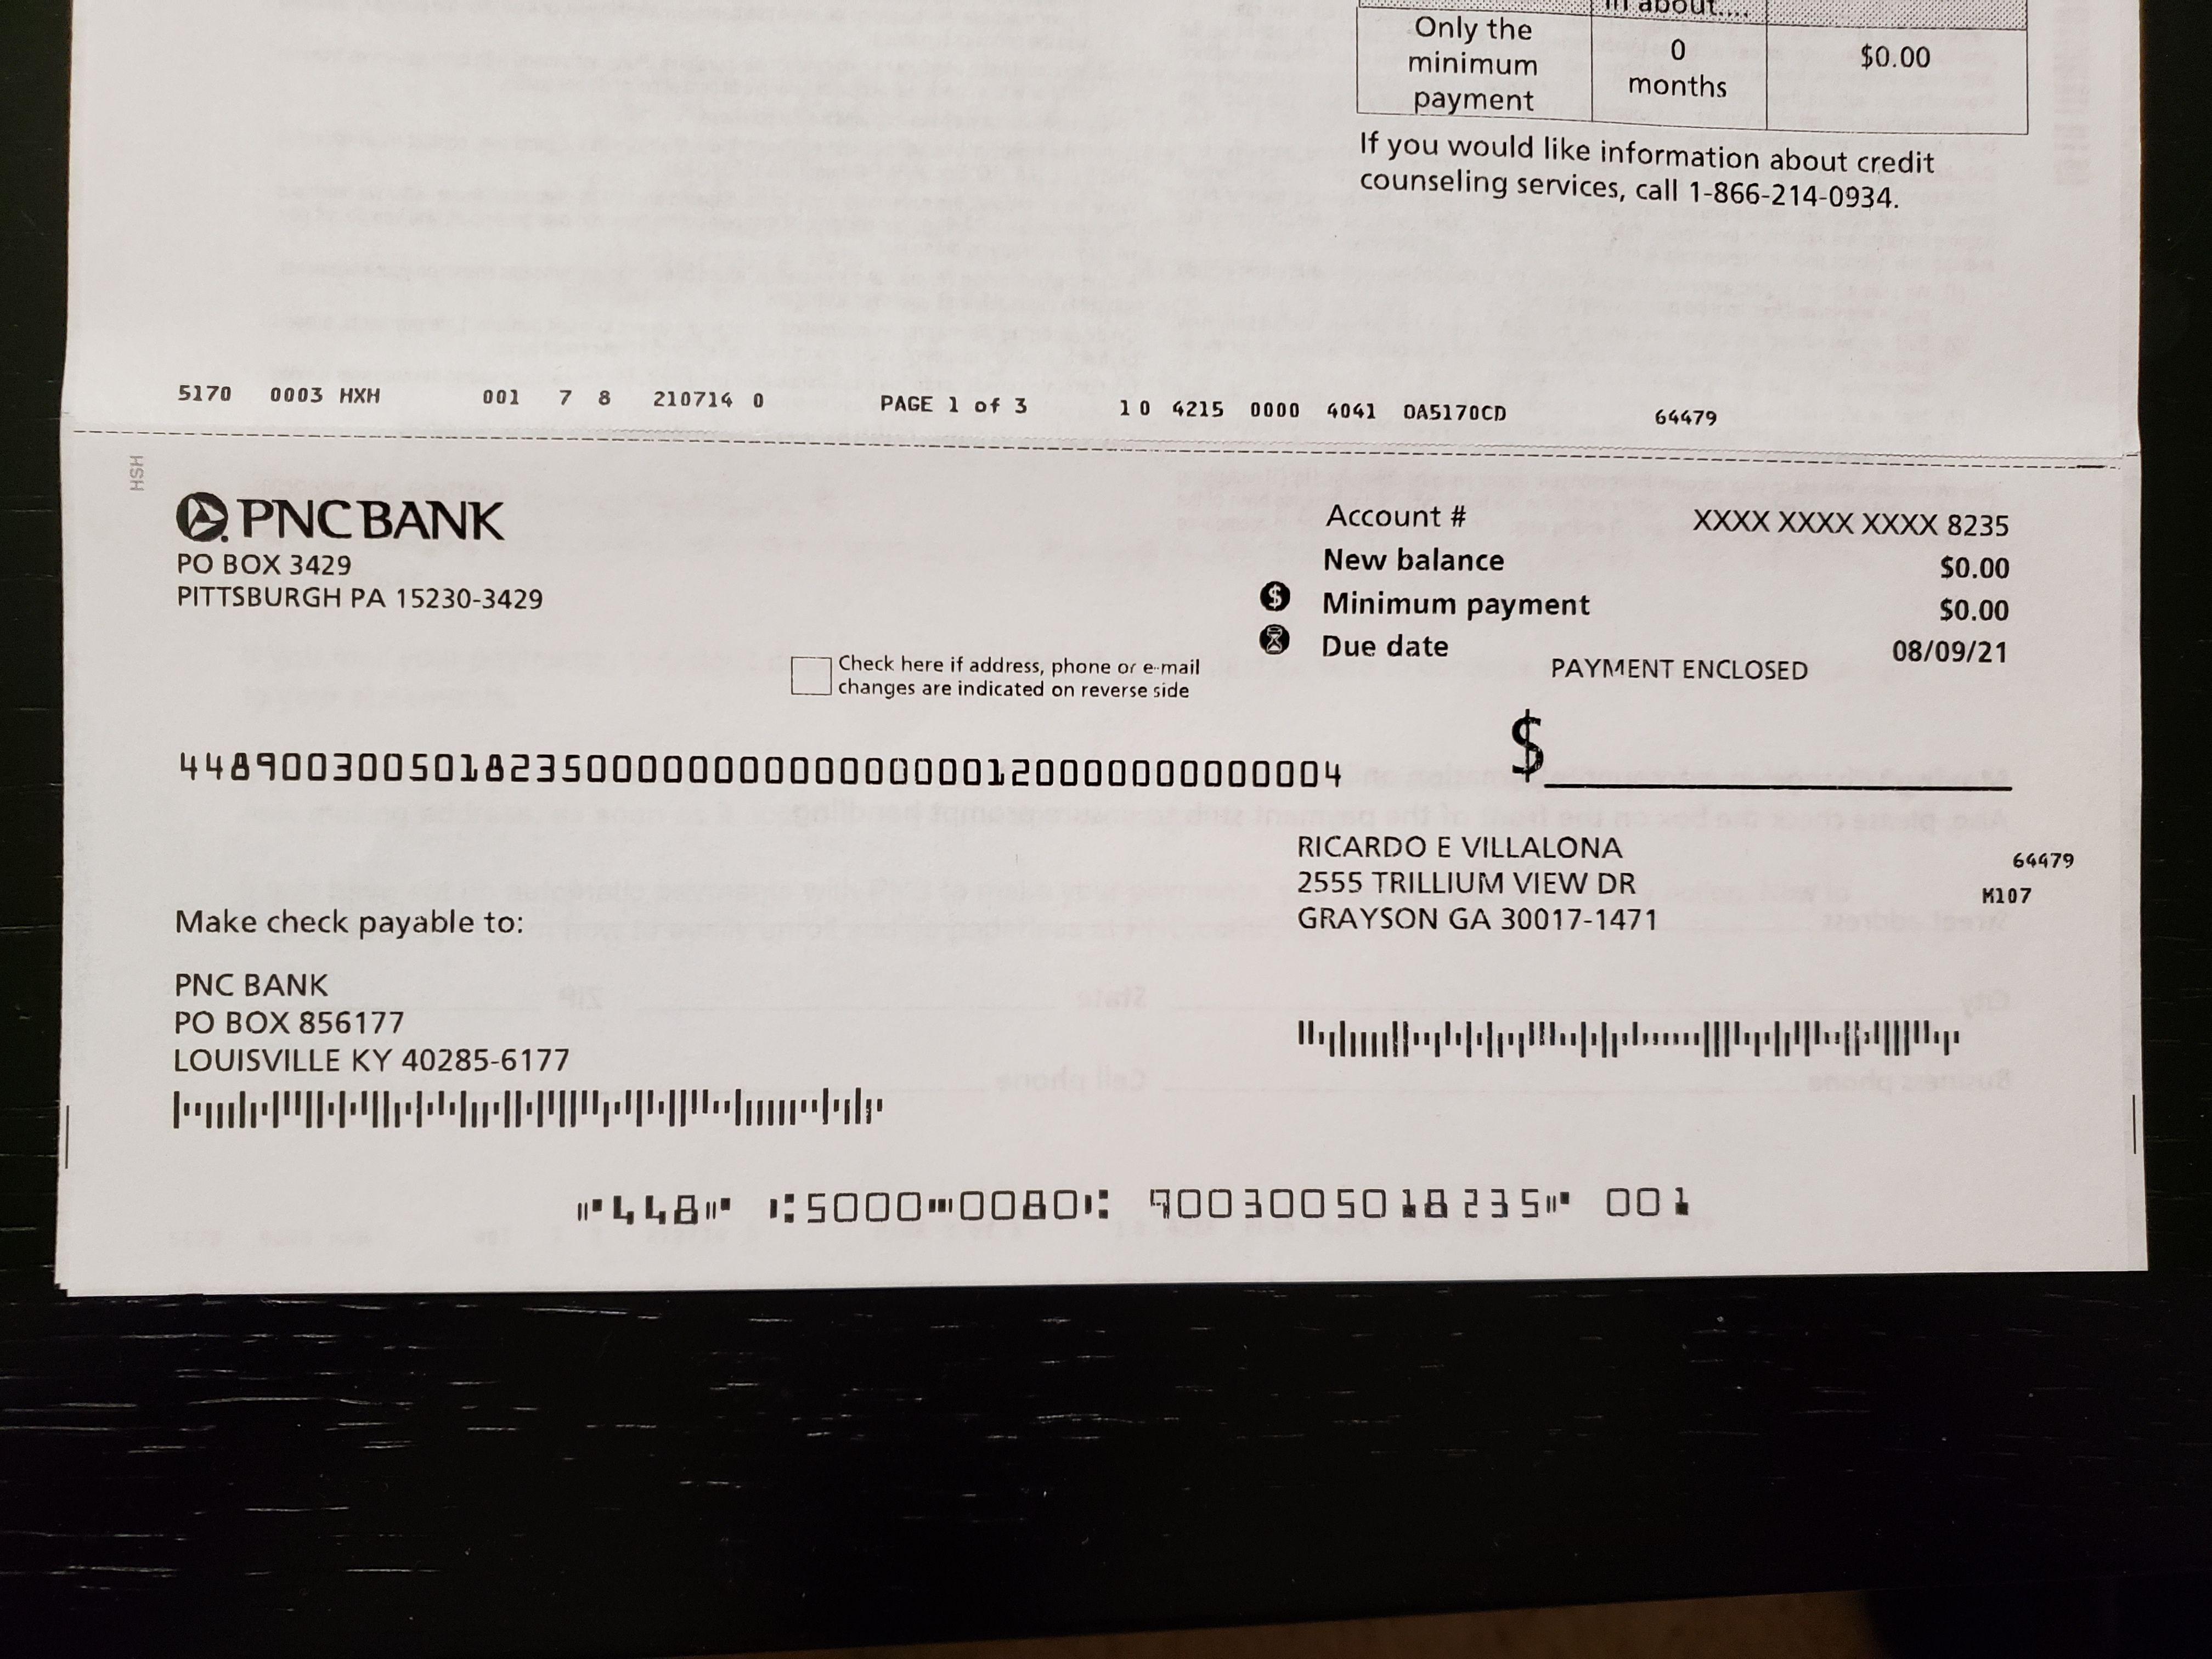 in about....
Only the minimum payment
0 months
$0.00
If you would like information about credit
counseling services, call 1-866-214-0934.
5170 0003 HXH 001 7 8 210714 0 PAGE 1 of 3 10 4215 0000 4041 OA5170CD 64479
HSH
PNC BANK
PO BOX 3429
PITTSBURGH PA 15230-3429
Account # XXXX XXXX XXXX 8235
New balance $0.00
$ Minimum payment $0.00
Due date 08/09/21
PAYMENT ENCLOSED
Check here if address, phone or e-mail
changes are indicated on reverse side
$
RICARDO E VILLALONA
2555 TRILLIUM VIEW DR
GRAYSON GA 30017-1471
64479
M107
Make check payable to:
PNC BANK
PO BOX 856177
LOUISVILLE KY 40285-6177
⑈448⑈ ⑆5000⑉0080⑆ 9003005018235⑈ 001